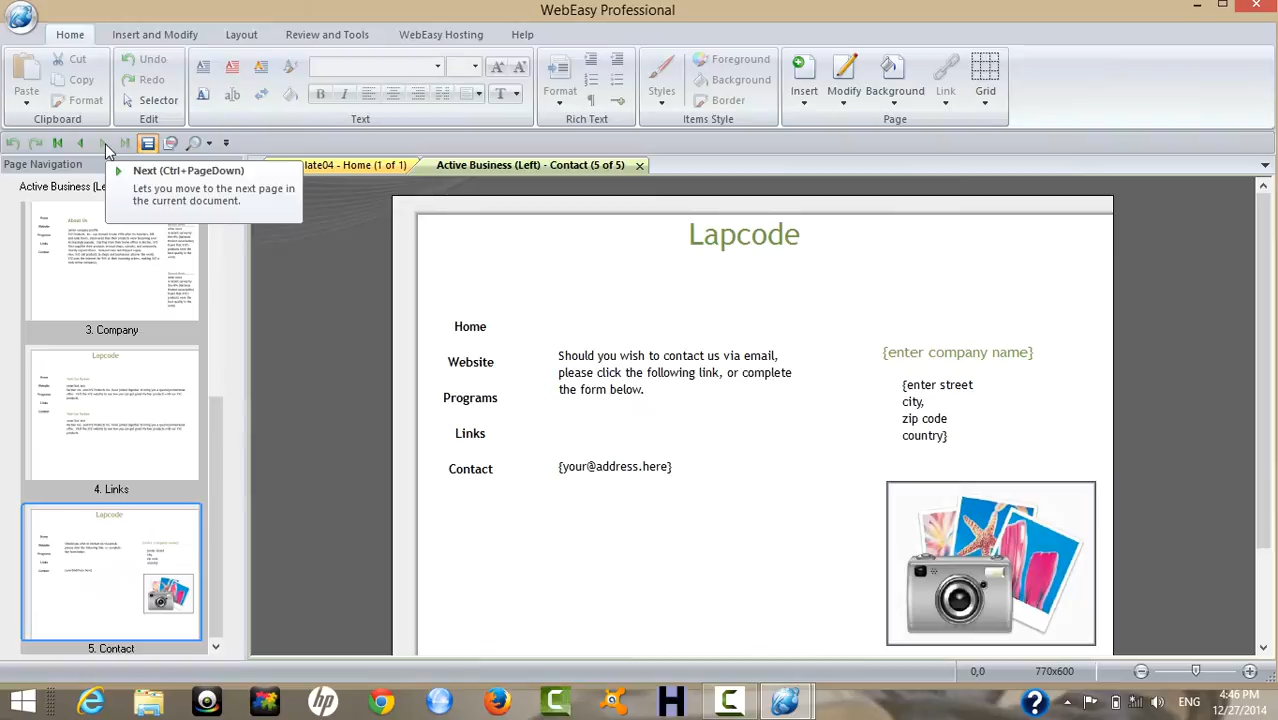 WebEasy Professional
Home
Insert and Modify
Layout
Review and Tools
WebEasy Hosting
Help
Paste
Cut
Copy
Format
Clipboard
Undo
Redo
Selector
Edit
B
I
T
Text
Format
Rich Text
Styles
Foreground
Background
Border
Items Style
Insert
Modify
Background
Link
Grid
Page
Page Navigation
late04 - Home (1 of 1)
Active Business (Left) - Contact (5 of 5)
Active Business (Le
Next (Ctrl+PageDown)
Lets you move to the next page in
the current document.
About Us
3. Company
Lapcode
4. Links
Lapcode
5. Contact
Lapcode
Home
Website
Programs
Links
Contact
Should you wish to contact us via email,
please click the following link, or complete
the form below.
{your@address.here}
{enter company name}
{enter street
city,
zip code
country}
0,0
770x600
ENG
4:46 PM
12/27/2014